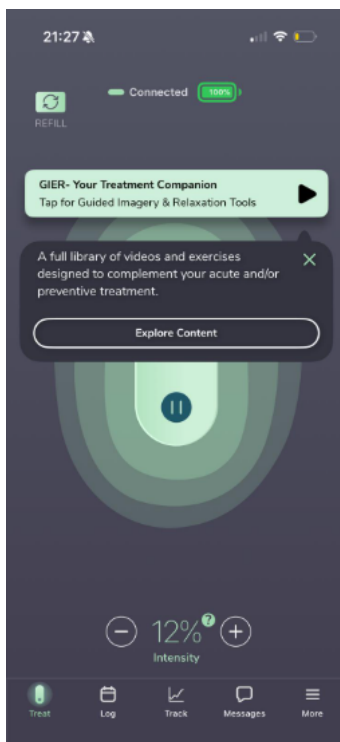 21:27
Connected
100%
REFILL
GIER- Your Treatment Companion
Tap for Guided Imagery & Relaxation Tools
A full library of videos and exercises
designed to complement your acute and/or
preventive treatment.
Explore Content
12%
?
Intensity
Treat
Log
Track
Messages
More